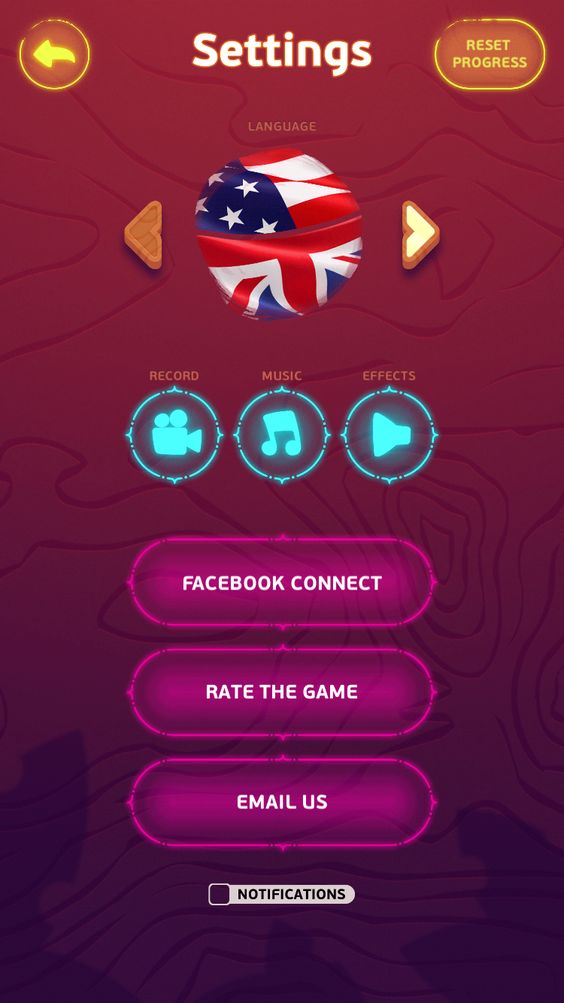 Settings
RESET
PROGRESS
LANGUAGE
RECORD
MUSIC
EFFECTS
FACEBOOK CONNECT
RATE THE GAME
EMAIL US
NOTIFICATIONS